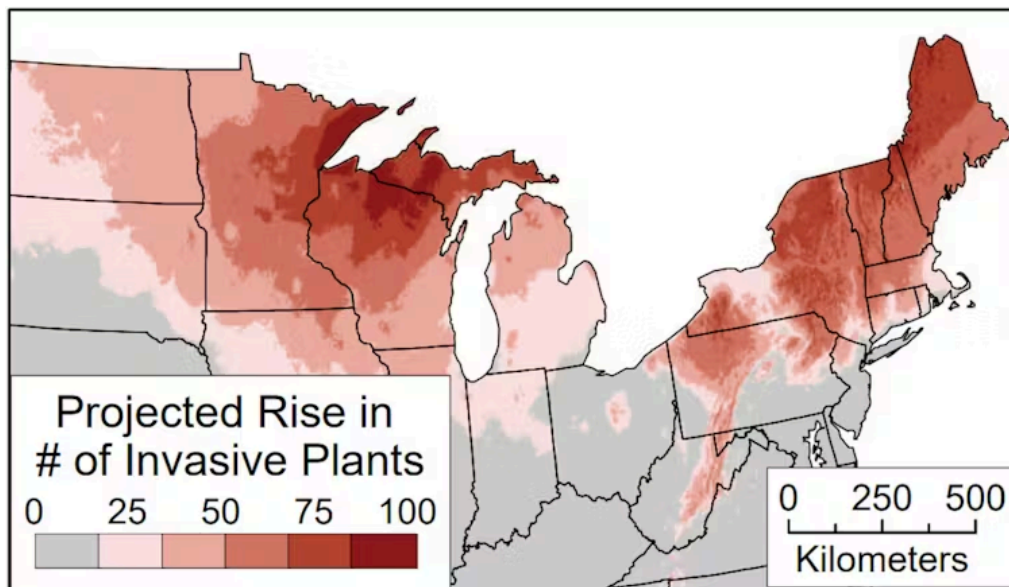 Projected Rise in
# of Invasive Plants
0 25 50 75 100
0 250 500
Kilometers